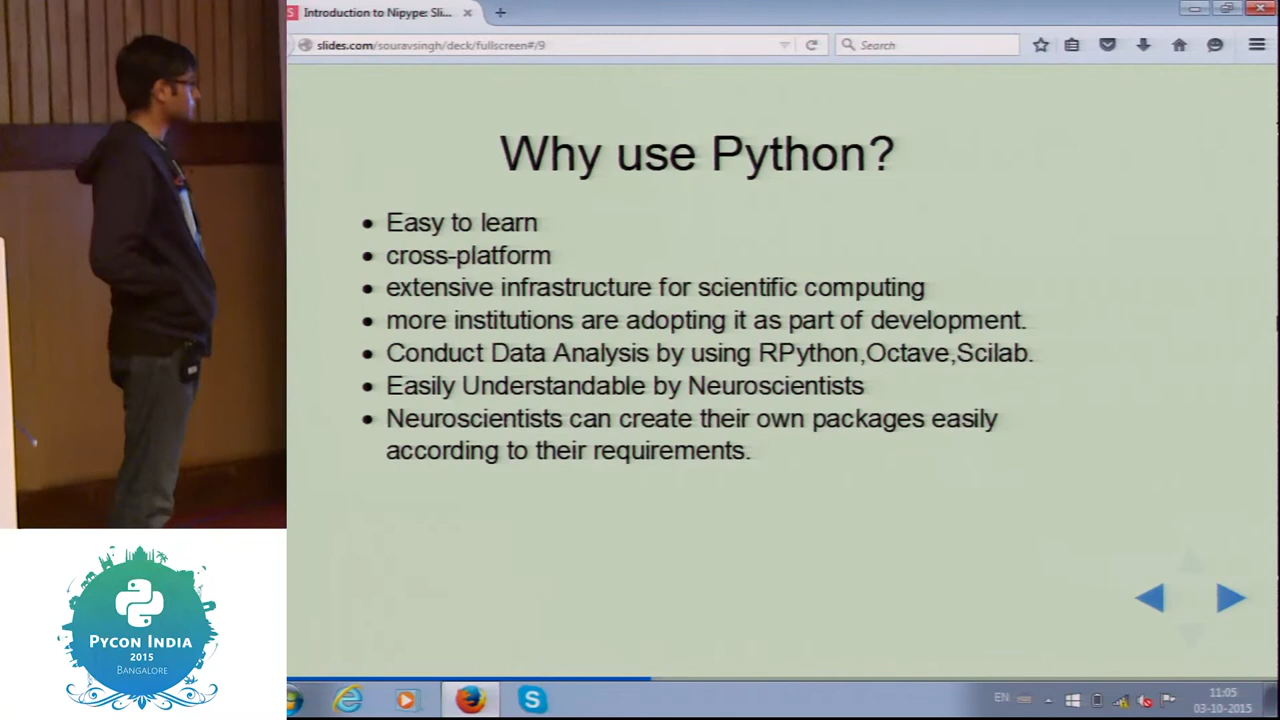 Introduction to Nipype: Sli...
slides.com/souravsingh/deck/fullscreen#/9
Search
Why use Python?
Easy to learn
cross-platform
extensive infrastructure for scientific computing
more institutions are adopting it as part of development.
Conduct Data Analysis by using RPython,Octave,Scilab.
Easily Understandable by Neuroscientists
Neuroscientists can create their own packages easily
according to their requirements.
PYCON INDIA
2015
BANGALORE
EN
11:05
03-10-2015